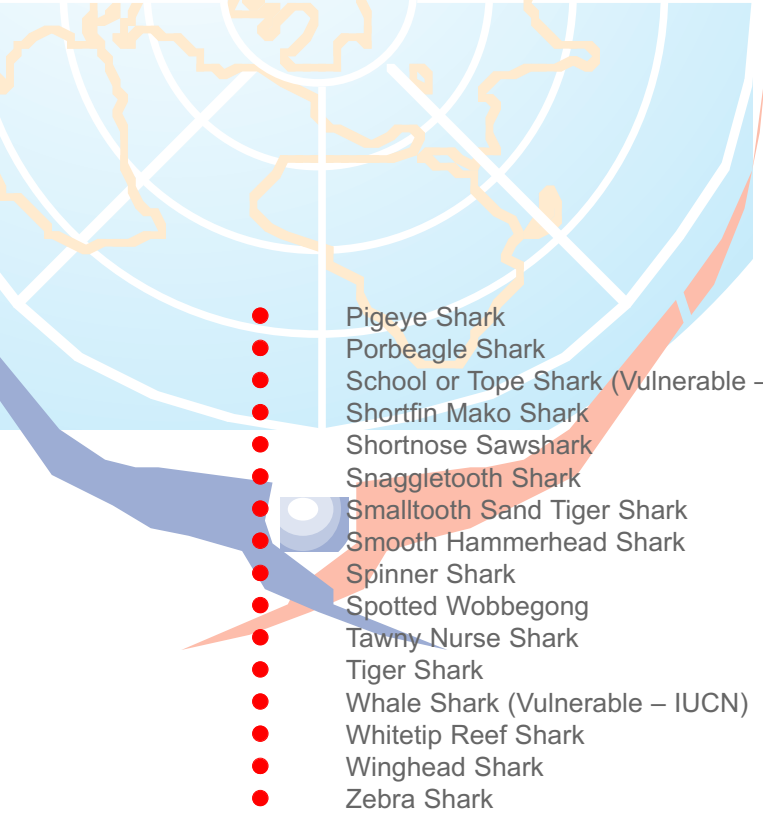 Pigeye Shark
Porbeagle Shark
School or Tope Shark (Vulnerable –
Shortfin Mako Shark
Shortnose Sawshark
Snaggletooth Shark
Smalltooth Sand Tiger Shark
Smooth Hammerhead Shark
Spinner Shark
Spotted Wobbegong
Tawny Nurse Shark
Tiger Shark
Whale Shark (Vulnerable – IUCN)
Whitetip Reef Shark
Winghead Shark
Zebra Shark